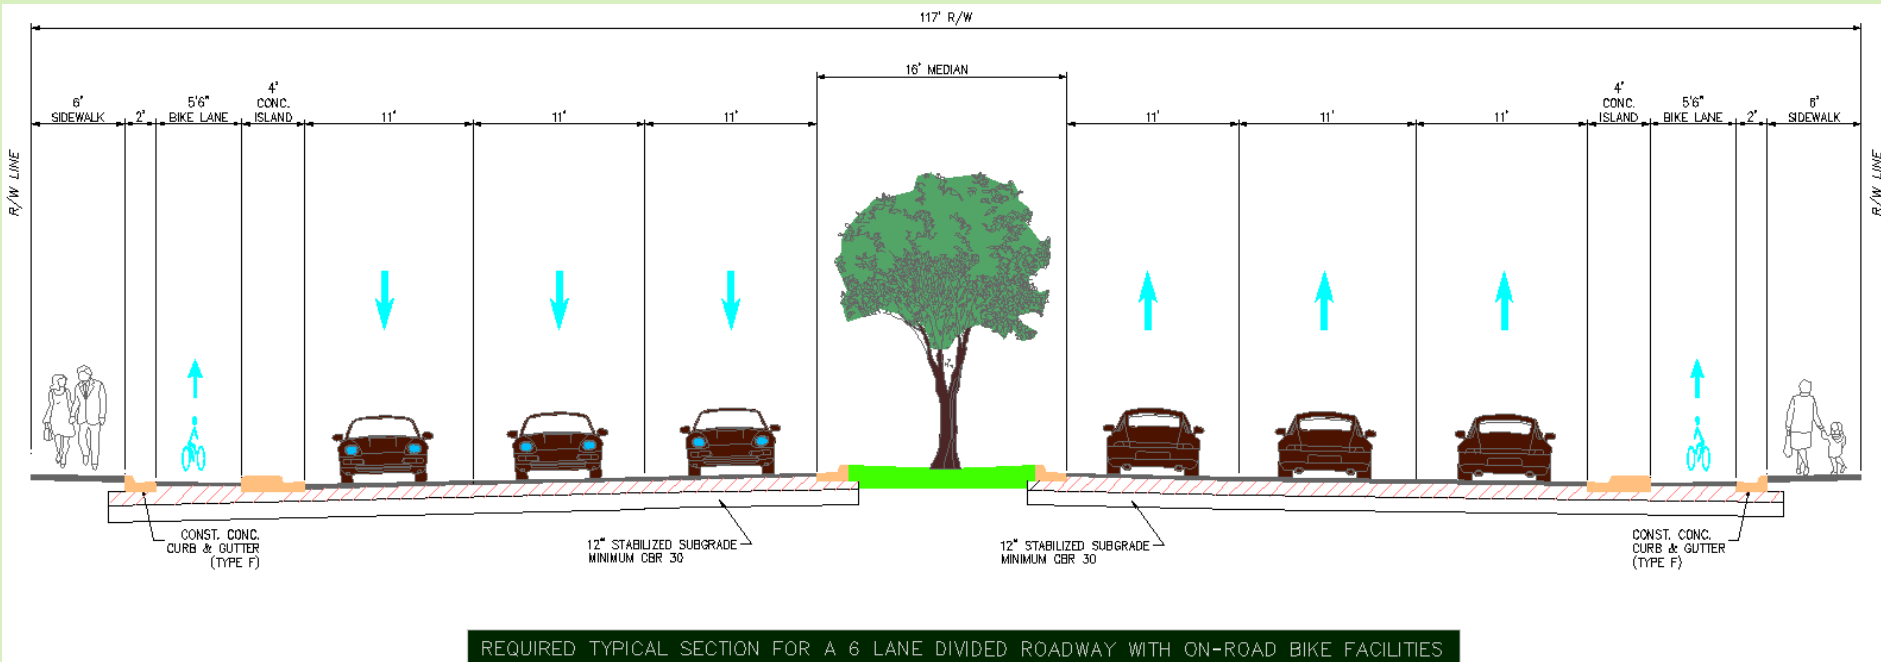 117' R/W
16' MEDIAN
6'
SIDEWALK
2'
5'6"
BIKE LANE
4'
CONC.
ISLAND
11'
11'
11'
11'
11'
11'
4'
CONC.
ISLAND
5'6"
BIKE LANE
2'
6'
SIDEWALK
R/W LINE
R/W LINE
CONST. CONC.
CURB & GUTTER
(TYPE F)
12" STABILIZED SUBGRADE
MINIMUM CBR 30
12" STABILIZED SUBGRADE
MINIMUM CBR 30
CONST. CONC.
CURB & GUTTER
(TYPE F)
REQUIRED TYPICAL SECTION FOR A 6 LANE DIVIDED ROADWAY WITH ON-ROAD BIKE FACILITIES